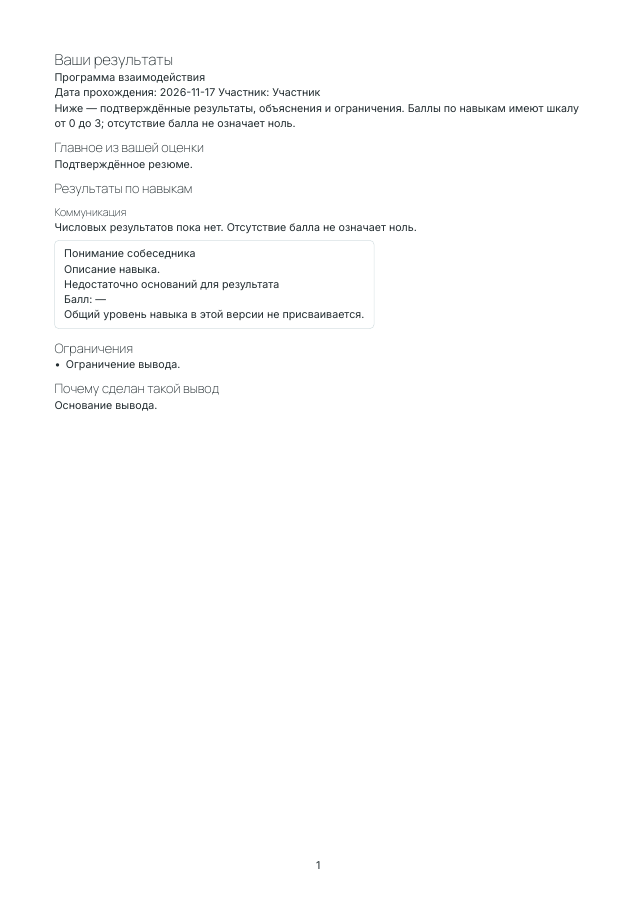 Ваши результаты
Программа взаимодействия
Дата прохождения: 2026-11-17 Участник: Участник
Ниже — подтверждённые результаты, объяснения и ограничения. Баллы по навыкам имеют шкалу
от 0 до 3; отсутствие балла не означает ноль.
Главное из вашей оценки
Подтверждённое резюме.
Результаты по навыкам
Коммуникация
Числовых результатов пока нет. Отсутствие балла не означает ноль.
Понимание собеседника
Описание навыка.
Недостаточно оснований для результата
Балл: —
Общий уровень навыка в этой версии не присваивается.
Ограничения
• Ограничение вывода.
Почему сделан такой вывод
Основание вывода.
1